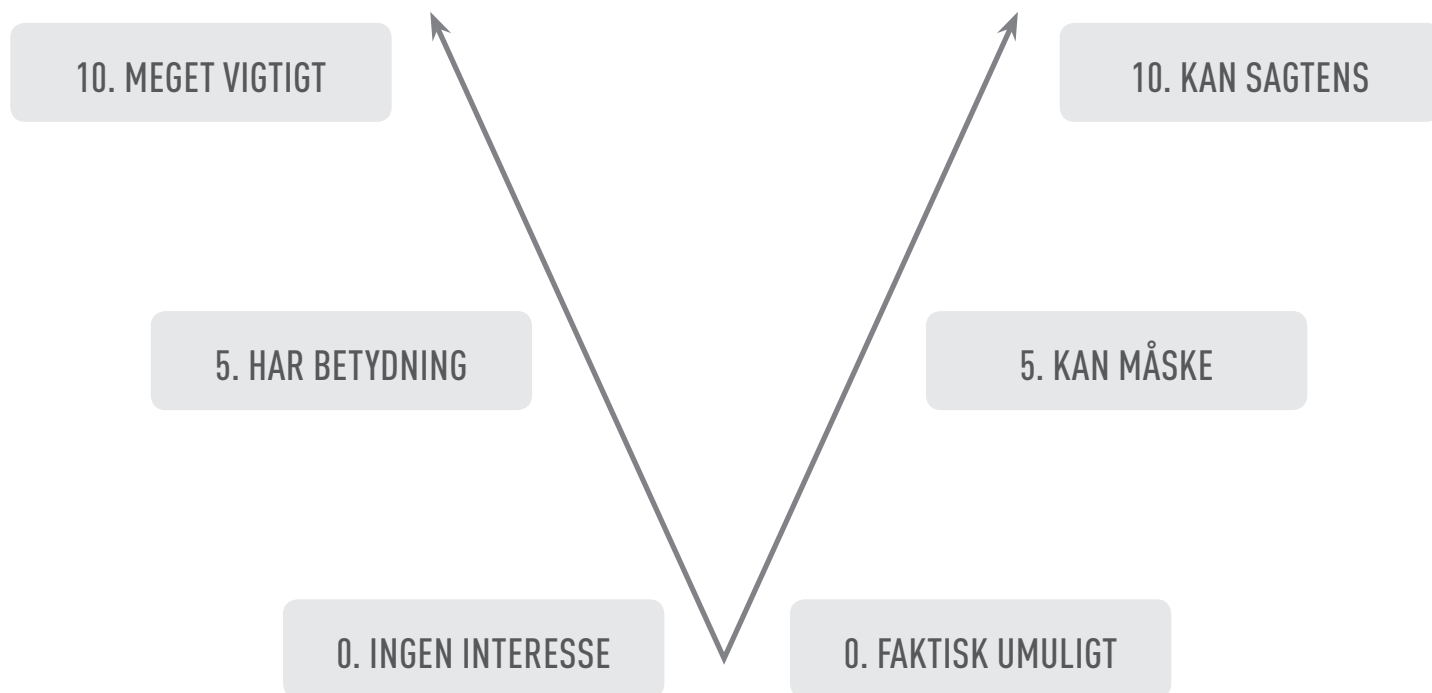 10. MEGET VIGTIGT
10. KAN SAGTENS
5. HAR BETYDNING
5. KAN MÅSKE
0. INGEN INTERESSE
0. FAKTISK UMULIGT